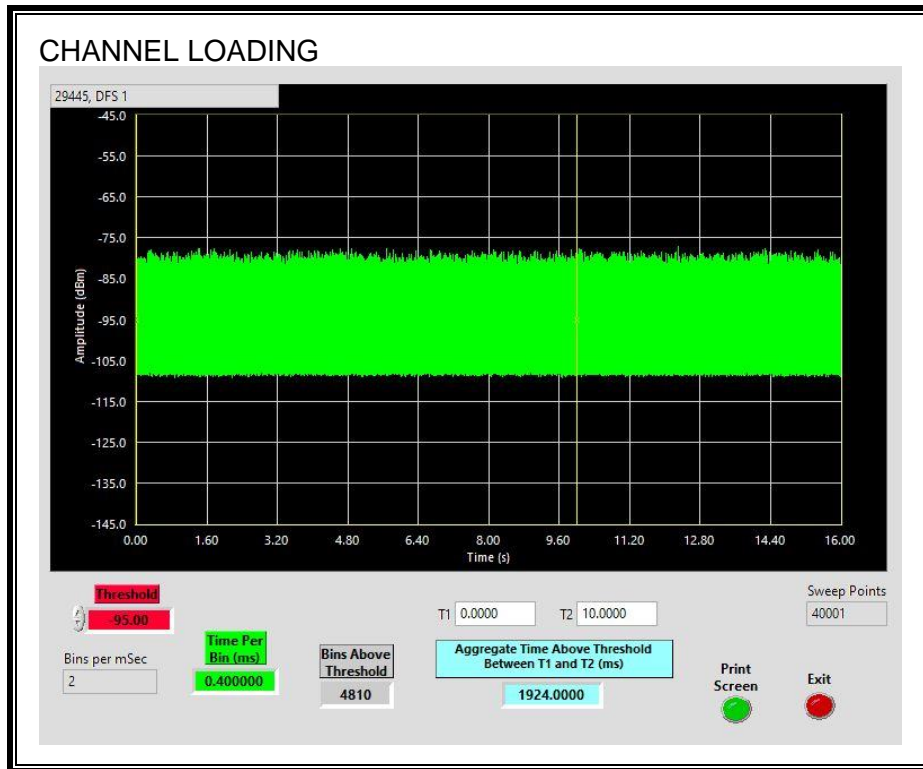 CHANNEL LOADING
29445, DFS 1
-45.0
-55.0
-65.0
-75.0
-85.0
-95.0
-105.0
-115.0
-125.0
-135.0
-145.0
Amplitude (dBm)
0.00 1.60 3.20 4.80 6.40 8.00 9.60 11.20 12.80 14.40 16.00
Time (s)
Threshold
-95.00
Bins per mSec
2
Time Per
Bin (ms)
0.400000
Bins Above
Threshold
4810
T1 0.0000 T2 10.0000
Aggregate Time Above Threshold
Between T1 and T2 (ms)
1924.0000
Sweep Points
40001
Print
Screen
Exit